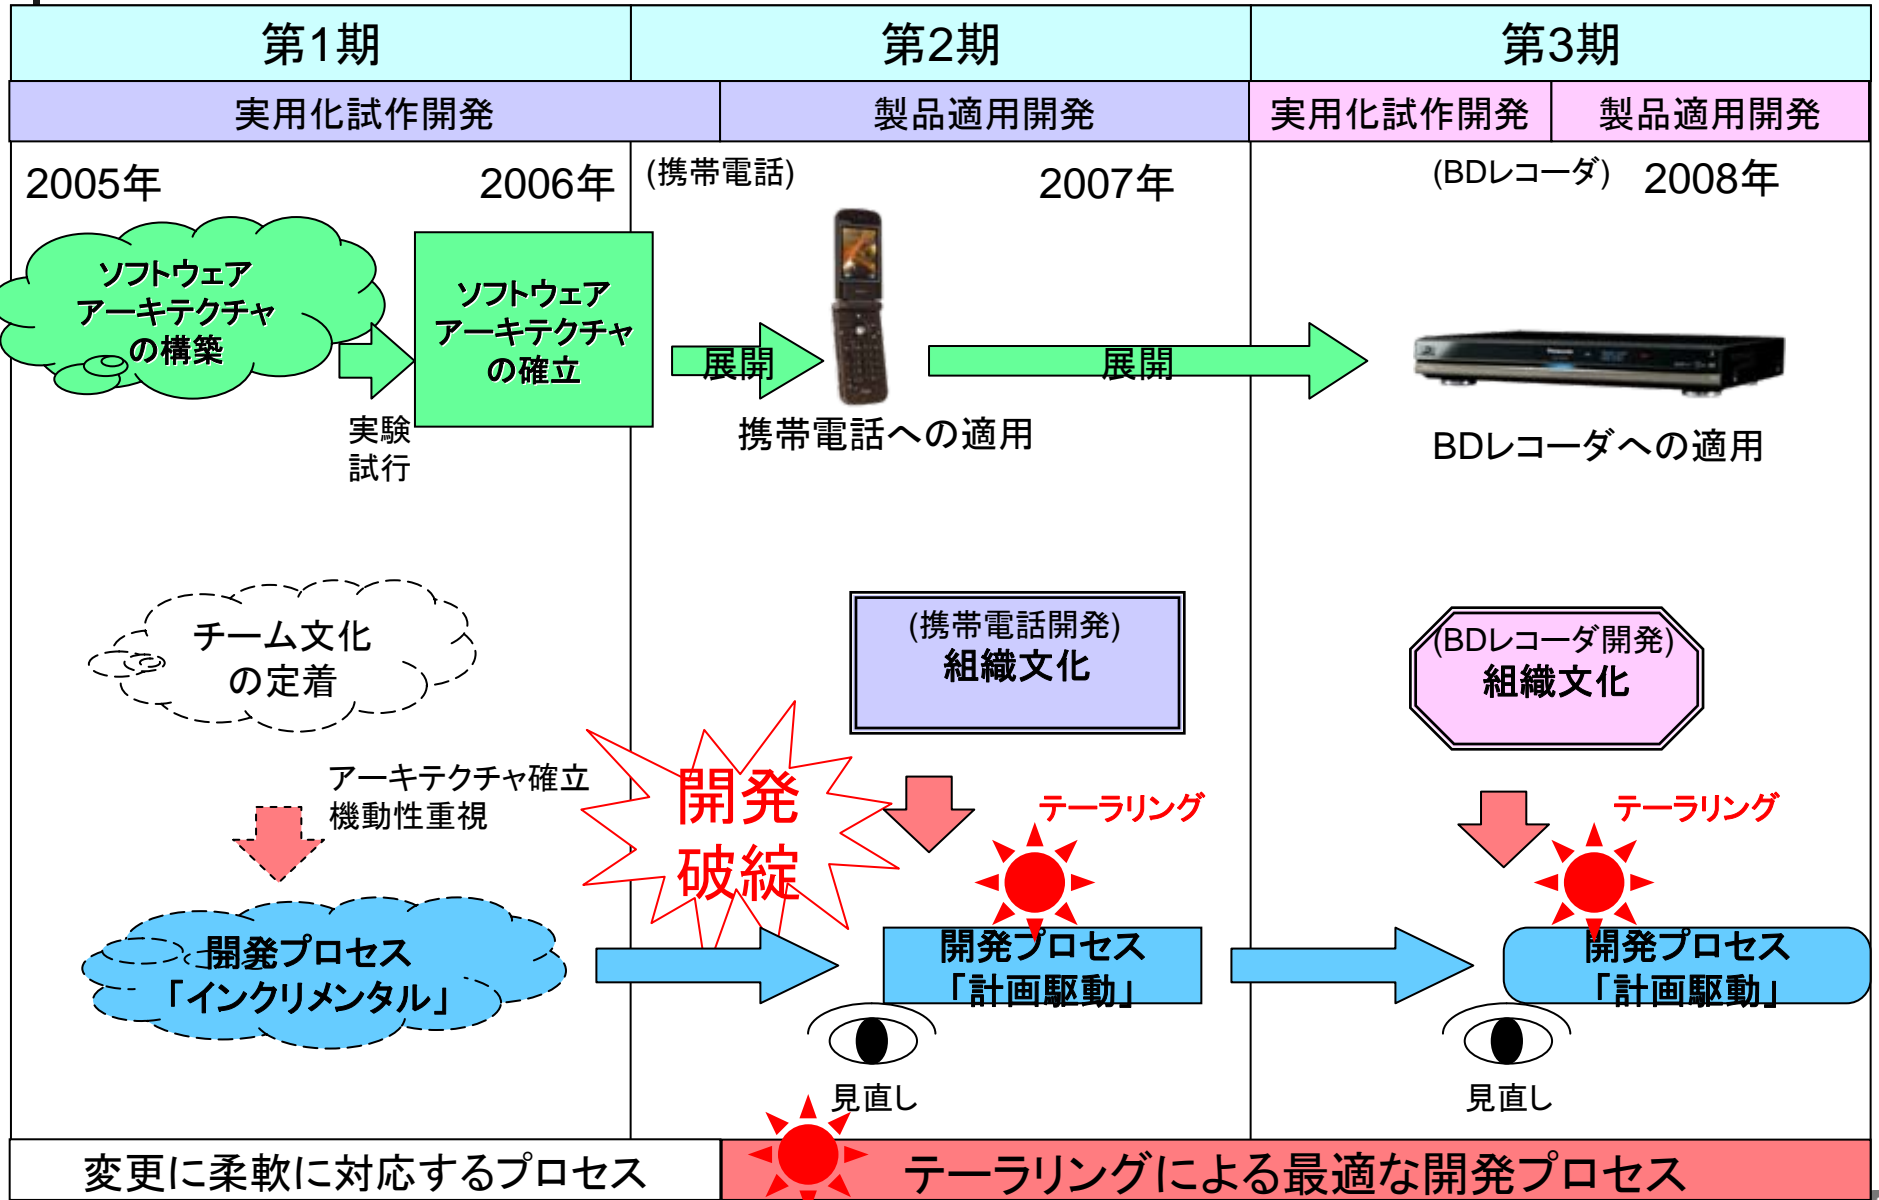 第1期
第2期
第3期
実用化試作開発
製品適用開発
実用化試作開発
製品適用開発
2005年
2006年
(携帯電話)
2007年
(BDレコーダ)
2008年
ソフトウェア
アーキテクチャ
の構築
実験
試行
ソフトウェア
アーキテクチャ
の確立
展開
携帯電話への適用
展開
BDレコーダへの適用
チーム文化
の定着
アーキテクチャ確立
機動性重視
開発プロセス
「インクリメンタル」
開発
破綻
(携帯電話開発)
組織文化
テーラリング
開発プロセス
「計画駆動」
見直し
(BDレコーダ開発)
組織文化
テーラリング
開発プロセス
「計画駆動」
見直し
変更に柔軟に対応するプロセス
テーラリングによる最適な開発プロセス